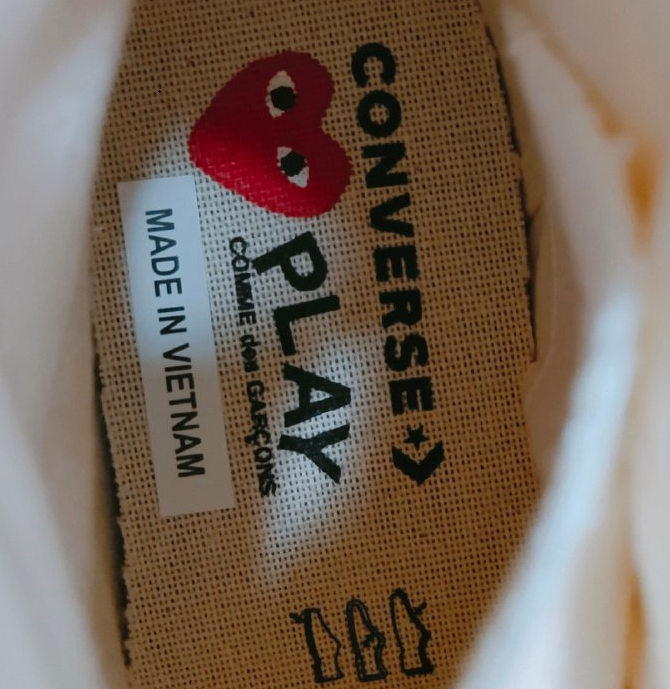 CONVERSE
PLAY
COMME des GARÇONS
MADE IN VIETNAM